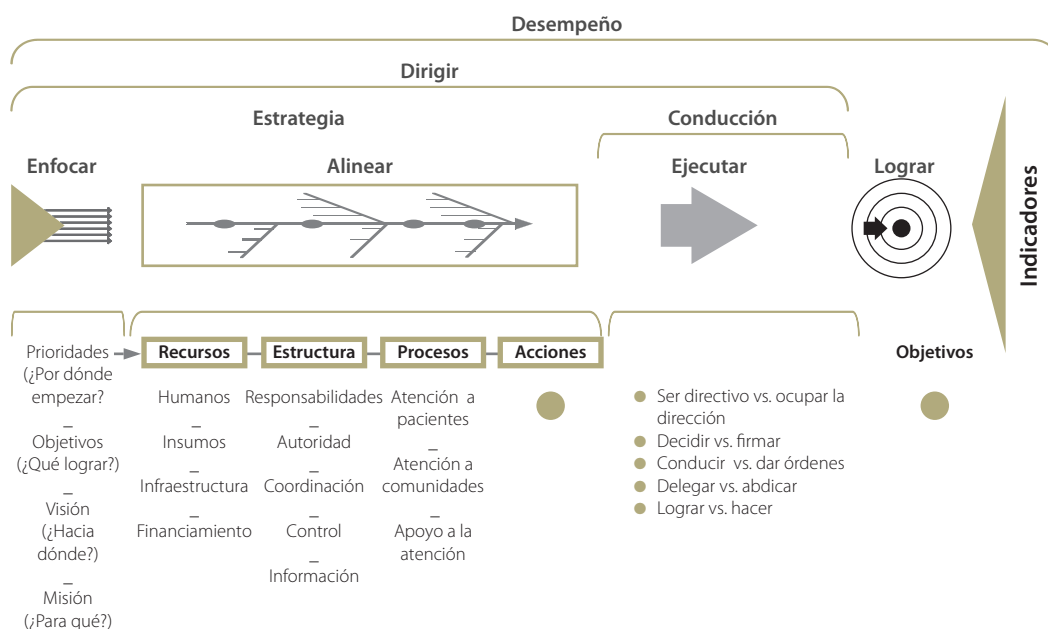 Desempeño
Dirigir
Estrategia
Conducción
Enfocar
Alinear
Ejecutar
Lograr
Indicadores
Prioridades
(¿Por dónde
empezar?
–
Objetivos
(¿Qué lograr?)
–
Visión
(¿Hacia
dónde?)
–
Misión
(¿Para qué?)
Recursos
Humanos
–
Insumos
–
Infraestructura
–
Financiamiento
Estructura
Responsabilidades
–
Autoridad
–
Coordinación
–
Control
–
Información
Procesos
Atención a
pacientes
–
Atención a
comunidades
–
Apoyo a la
atención
Acciones
Ser directivo vs. ocupar la
dirección
Decidir vs. firmar
Conducir vs. dar órdenes
Delegar vs. abdicar
Lograr vs. hacer
Objetivos